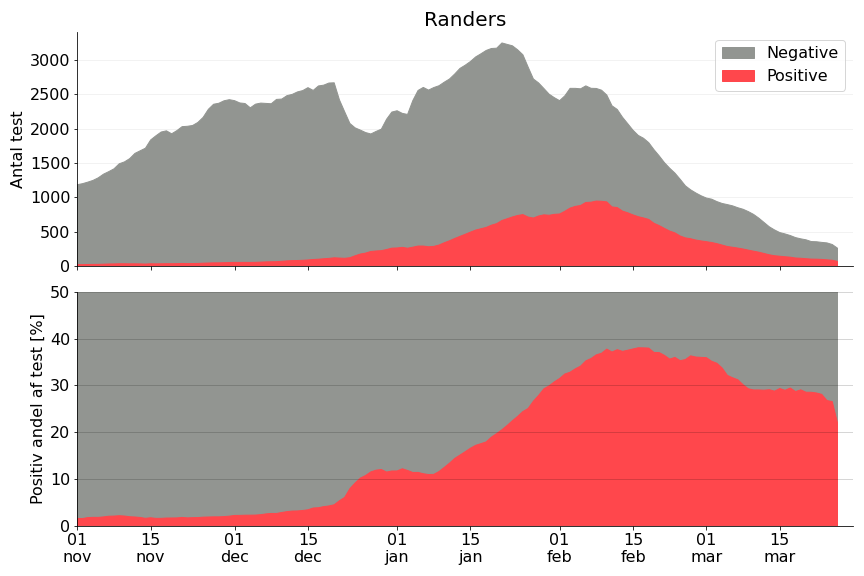 Randers
Negative
Positive
Antal test
3000
2500
2000
1500
1000
500
0
Positiv andel af test [%]
50
40
30
20
10
0
01 15 01 15 01 15 01 15 01 15
nov nov dec dec jan jan feb feb mar mar